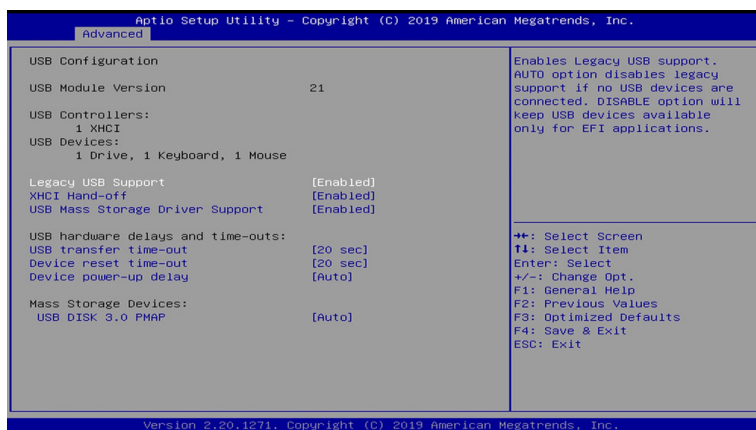 Aptio Setup Utility – Copyright (C) 2019 American Megatrends, Inc.
Advanced
USB Configuration
USB Module Version 21
USB Controllers:
1 XHCI
USB Devices:
1 Drive, 1 Keyboard, 1 Mouse
Legacy USB Support [Enabled]
XHCI Hand-off [Enabled]
USB Mass Storage Driver Support [Enabled]
USB hardware delays and time-outs:
USB transfer time-out [20 sec]
Device reset time-out [20 sec]
Device power-up delay [Auto]
Mass Storage Devices:
USB DISK 3.0 PMAP [Auto]
Enables Legacy USB support.
AUTO option disables legacy
support if no USB devices are
connected. DISABLE option will
keep USB devices available
only for EFI applications.
→←: Select Screen
↑↓: Select Item
Enter: Select
+/-: Change Opt.
F1: General Help
F2: Previous Values
F3: Optimized Defaults
F4: Save & Exit
ESC: Exit
Version 2.20.1271. Copyright (C) 2019 American Megatrends, Inc.